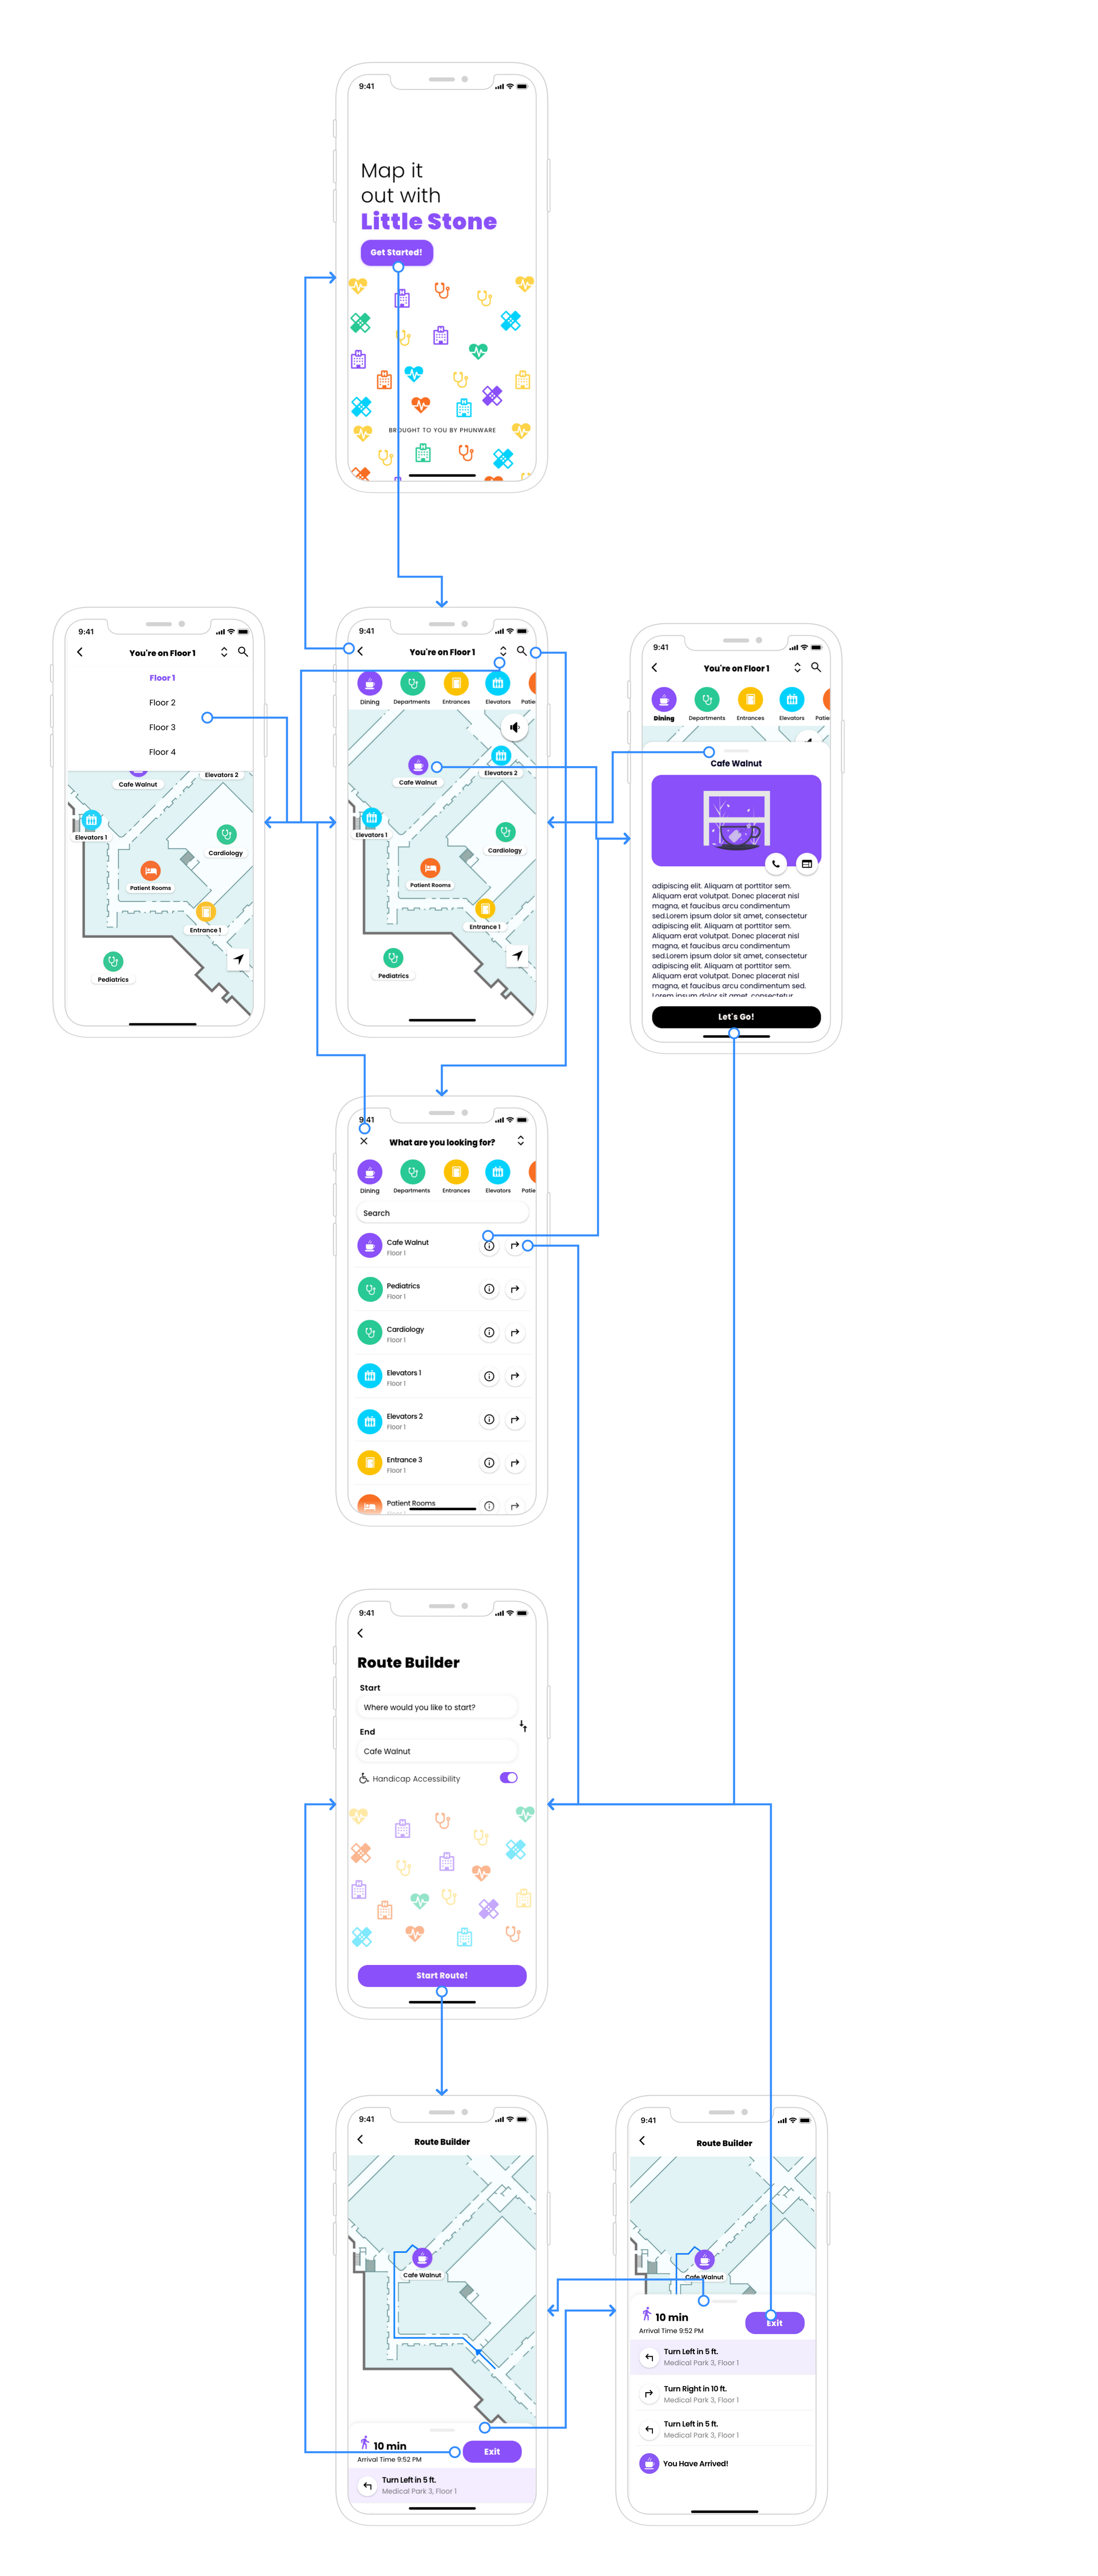 9:41
Map it
out with
Little Stone
Get Started!
BROUGHT TO YOU BY PHUNWARE
9:41
You're on Floor 1
Floor 1
Floor 2
Floor 3
Floor 4
Cafe Walnut
Elevators 2
Elevators 1
Cardiology
Patient Rooms
Entrance 1
Pediatrics
9:41
You're on Floor 1
Dining
Departments
Entrances
Elevators
Patie
Elevators 2
Cafe Walnut
Elevators 1
Cardiology
Patient Rooms
Entrance 1
Pediatrics
9:41
You're on Floor 1
Dining
Departments
Entrances
Elevators
Patie
Cafe Walnut
adipiscing elit. Aliquam at porttitor sem.
Aliquam erat volutpat. Donec placerat nisl
magna, et faucibus arcu condimentum
sed.Lorem ipsum dolor sit amet, consectetur
adipiscing elit. Aliquam at porttitor sem.
Aliquam erat volutpat. Donec placerat nisl
magna, et faucibus arcu condimentum
sed.Lorem ipsum dolor sit amet, consectetur
adipiscing elit. Aliquam at porttitor sem.
Aliquam erat volutpat. Donec placerat nisl
magna, et faucibus arcu condimentum sed.
Lorem ipsum dolor sit amet, consectetur
Let's Go!
9:41
What are you looking for?
Dining
Departments
Entrances
Elevators
Patie
Search
Cafe Walnut
Floor 1
Pediatrics
Floor 1
Cardiology
Floor 1
Elevators 1
Floor 1
Elevators 2
Floor 1
Entrance 3
Floor 1
Patient Rooms
9:41
Route Builder
Start
Where would you like to start?
End
Cafe Walnut
Handicap Accessibility
Start Route!
9:41
Route Builder
Cafe Walnut
10 min
Arrival Time 9:52 PM
Exit
Turn Left in 5 ft.
Medical Park 3, Floor 1
9:41
Route Builder
Cafe Walnut
10 min
Arrival Time 9:52 PM
Exit
Turn Left in 5 ft.
Medical Park 3, Floor 1
Turn Right in 10 ft.
Medical Park 3, Floor 1
Turn Left in 5 ft.
Medical Park 3, Floor 1
You Have Arrived!